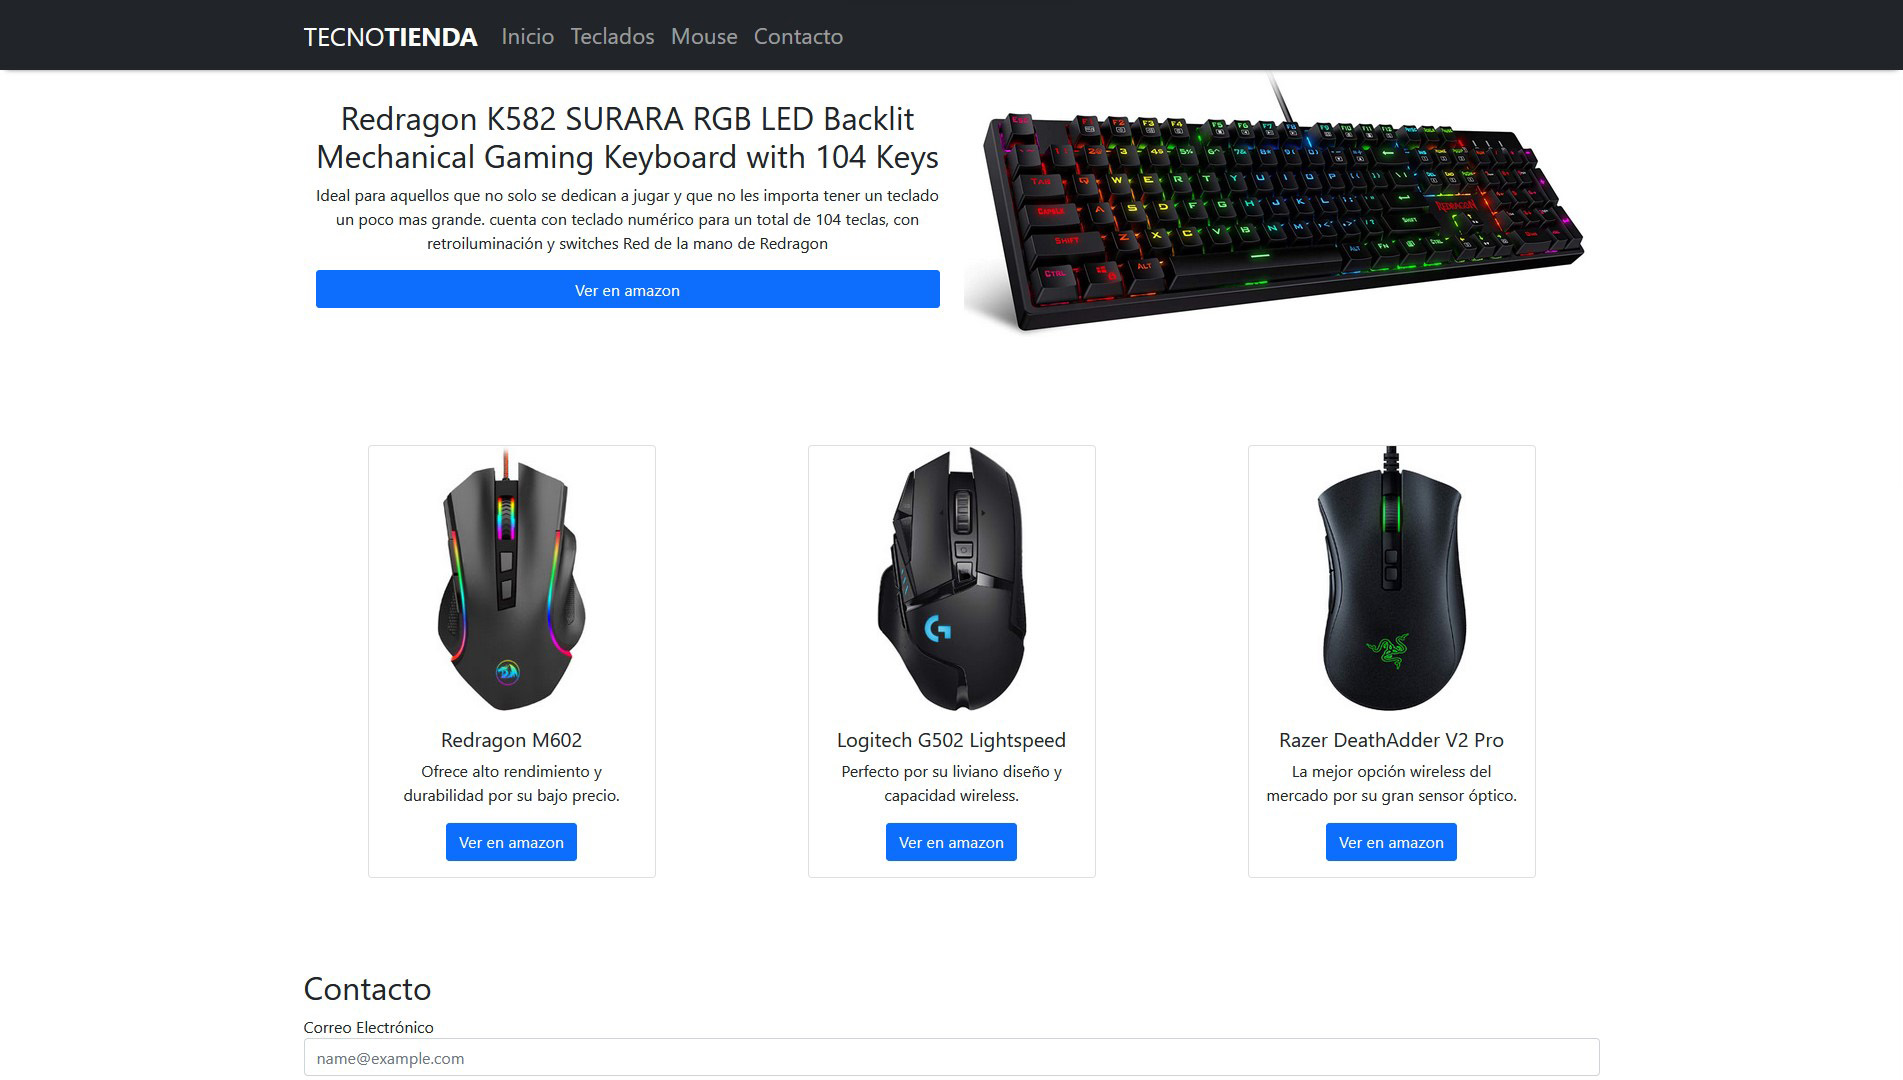 TECNOTIENDA Inicio Teclados Mouse Contacto
Redragon K582 SURARA RGB LED Backlit
Mechanical Gaming Keyboard with 104 Keys
Ideal para aquellos que no solo se dedican a jugar y que no les importa tener un teclado
un poco mas grande. cuenta con teclado numérico para un total de 104 teclas, con
retroiluminación y switches Red de la mano de Redragon
Ver en amazon
REDRAGON
Redragon M602
Ofrece alto rendimiento y
durabilidad por su bajo precio.
Ver en amazon
Logitech G502 Lightspeed
Perfecto por su liviano diseño y
capacidad wireless.
Ver en amazon
Razer DeathAdder V2 Pro
La mejor opción wireless del
mercado por su gran sensor óptico.
Ver en amazon
Contacto
Correo Electrónico
name@example.com